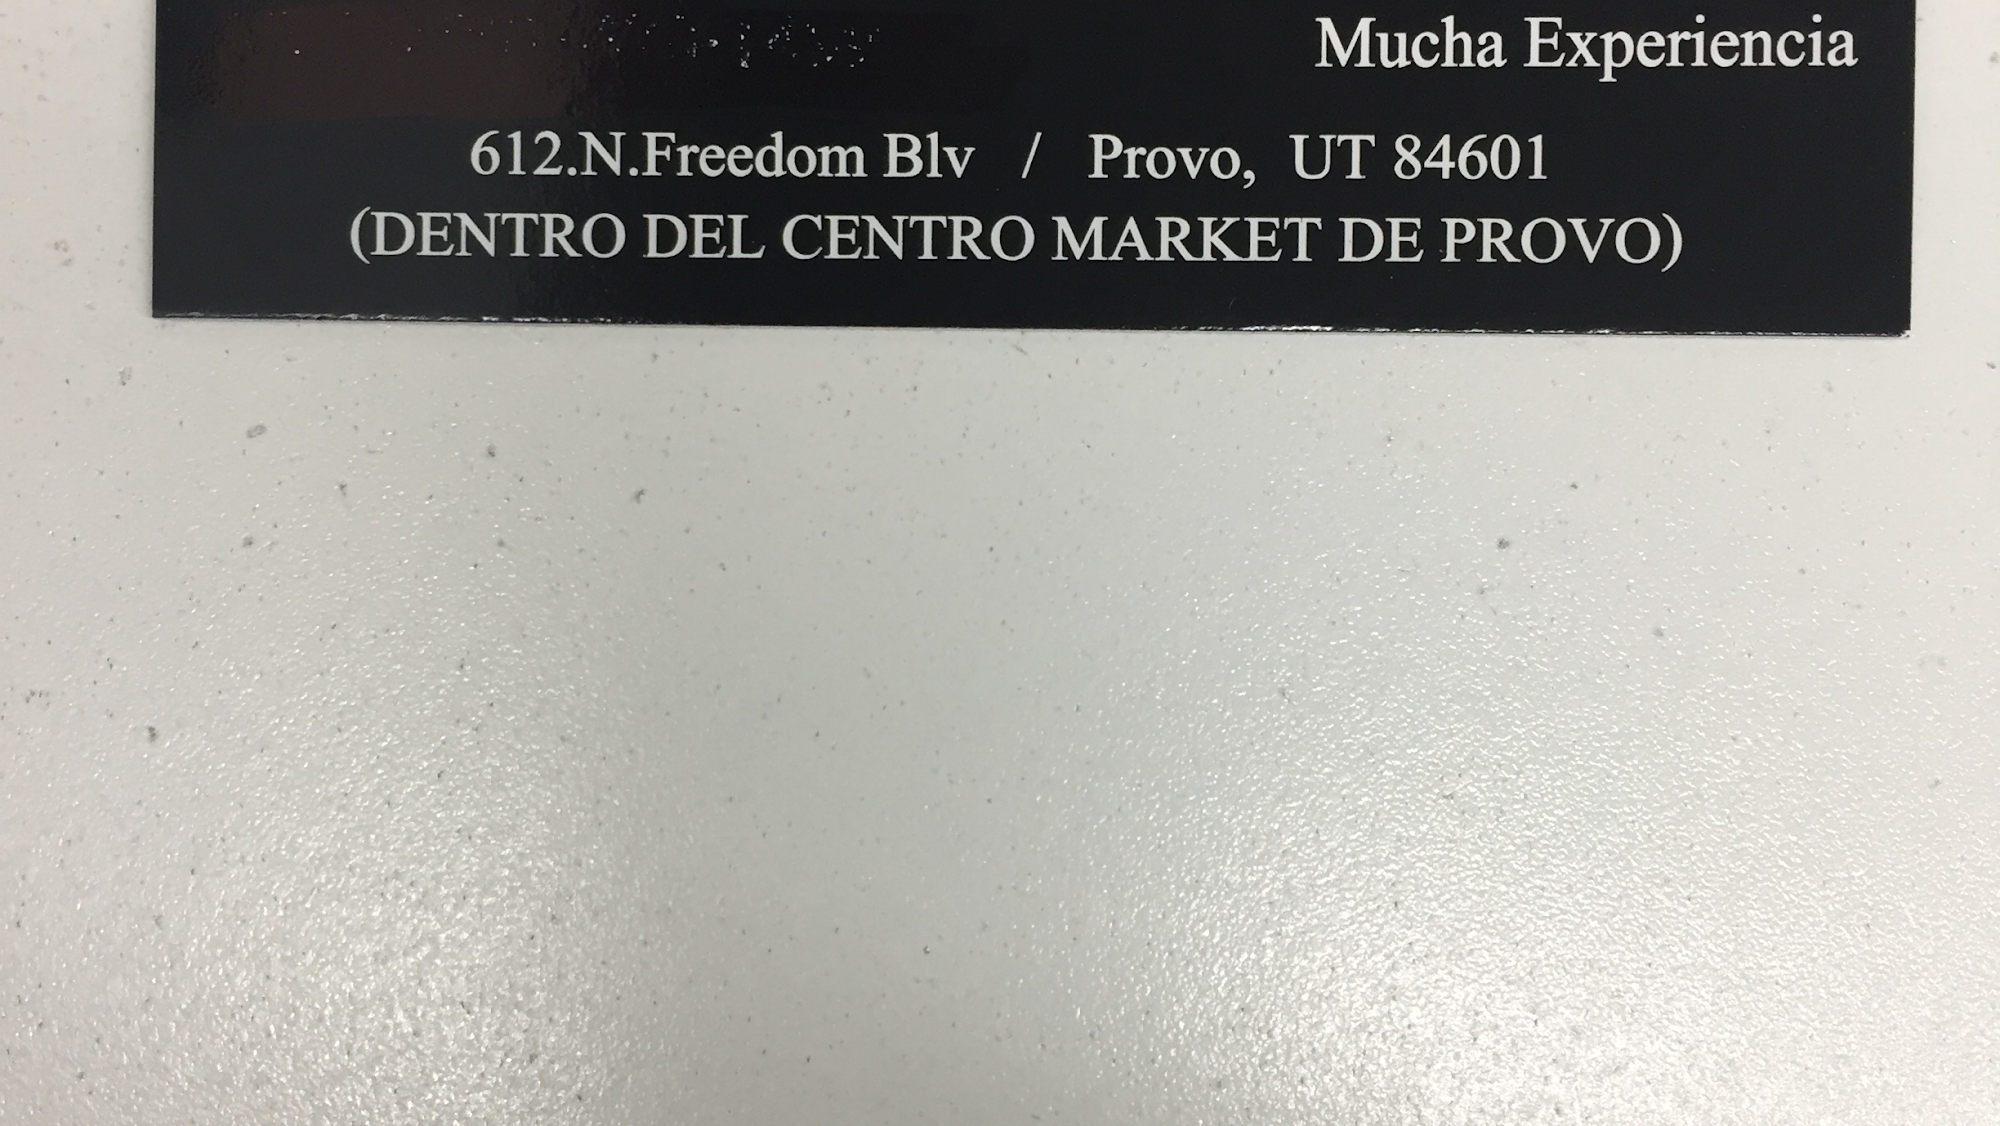 Mucha Experiencia
612.N.Freedom Blv / Provo, UT 84601
(DENTRO DEL CENTRO MARKET DE PROVO)